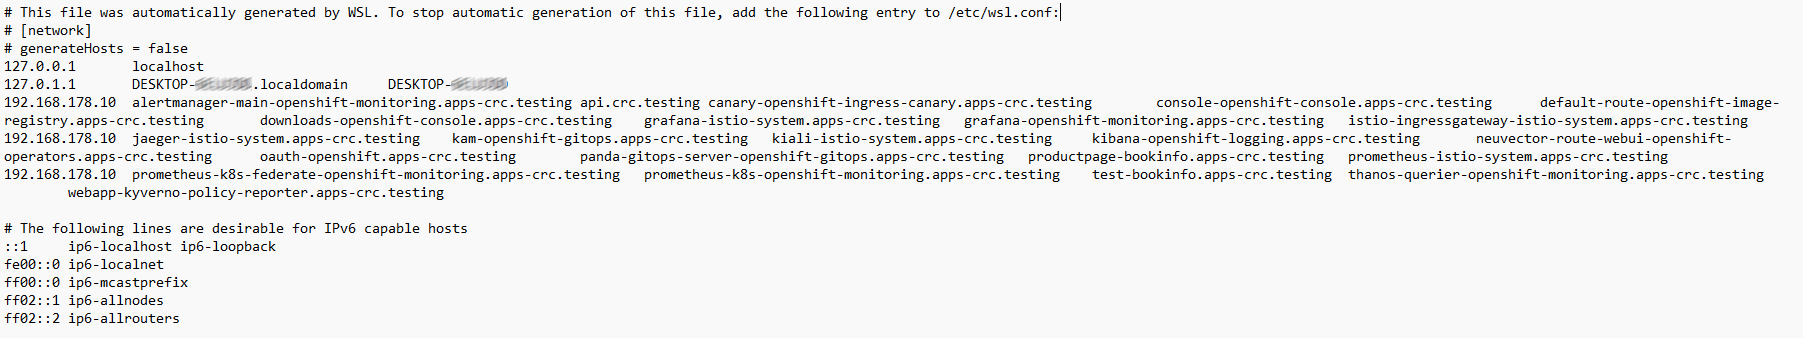 # This file was automatically generated by WSL. To stop automatic generation of this file, add the following entry to /etc/wsl.conf:
# [network]
# generateHosts = false
127.0.0.1 localhost
127.0.1.1 DESKTOP- .localdomain DESKTOP-
192.168.178.10 alertmanager-main-openshift-monitoring.apps-crc.testing api.crc.testing canary-openshift-ingress-canary.apps-crc.testing console-openshift-console.apps-crc.testing default-route-openshift-image-
registry.apps-crc.testing downloads-openshift-console.apps-crc.testing grafana-istio-system.apps-crc.testing grafana-openshift-monitoring.apps-crc.testing istio-ingressgateway-istio-system.apps-crc.testing
192.168.178.10 jaeger-istio-system.apps-crc.testing kam-openshift-gitops.apps-crc.testing kiali-istio-system.apps-crc.testing kibana-openshift-logging.apps-crc.testing neuvector-route-webui-openshift-
operators.apps-crc.testing oauth-openshift.apps-crc.testing panda-gitops-server-openshift-gitops.apps-crc.testing productpage-bookinfo.apps-crc.testing prometheus-istio-system.apps-crc.testing
192.168.178.10 prometheus-k8s-federate-openshift-monitoring.apps-crc.testing prometheus-k8s-openshift-monitoring.apps-crc.testing test-bookinfo.apps-crc.testing thanos-querier-openshift-monitoring.apps-crc.testing
webapp-kyverno-policy-reporter.apps-crc.testing
# The following lines are desirable for IPv6 capable hosts
::1 ip6-localhost ip6-loopback
fe00::0 ip6-localnet
ff00::0 ip6-mcastprefix
ff02::1 ip6-allnodes
ff02::2 ip6-allrouters